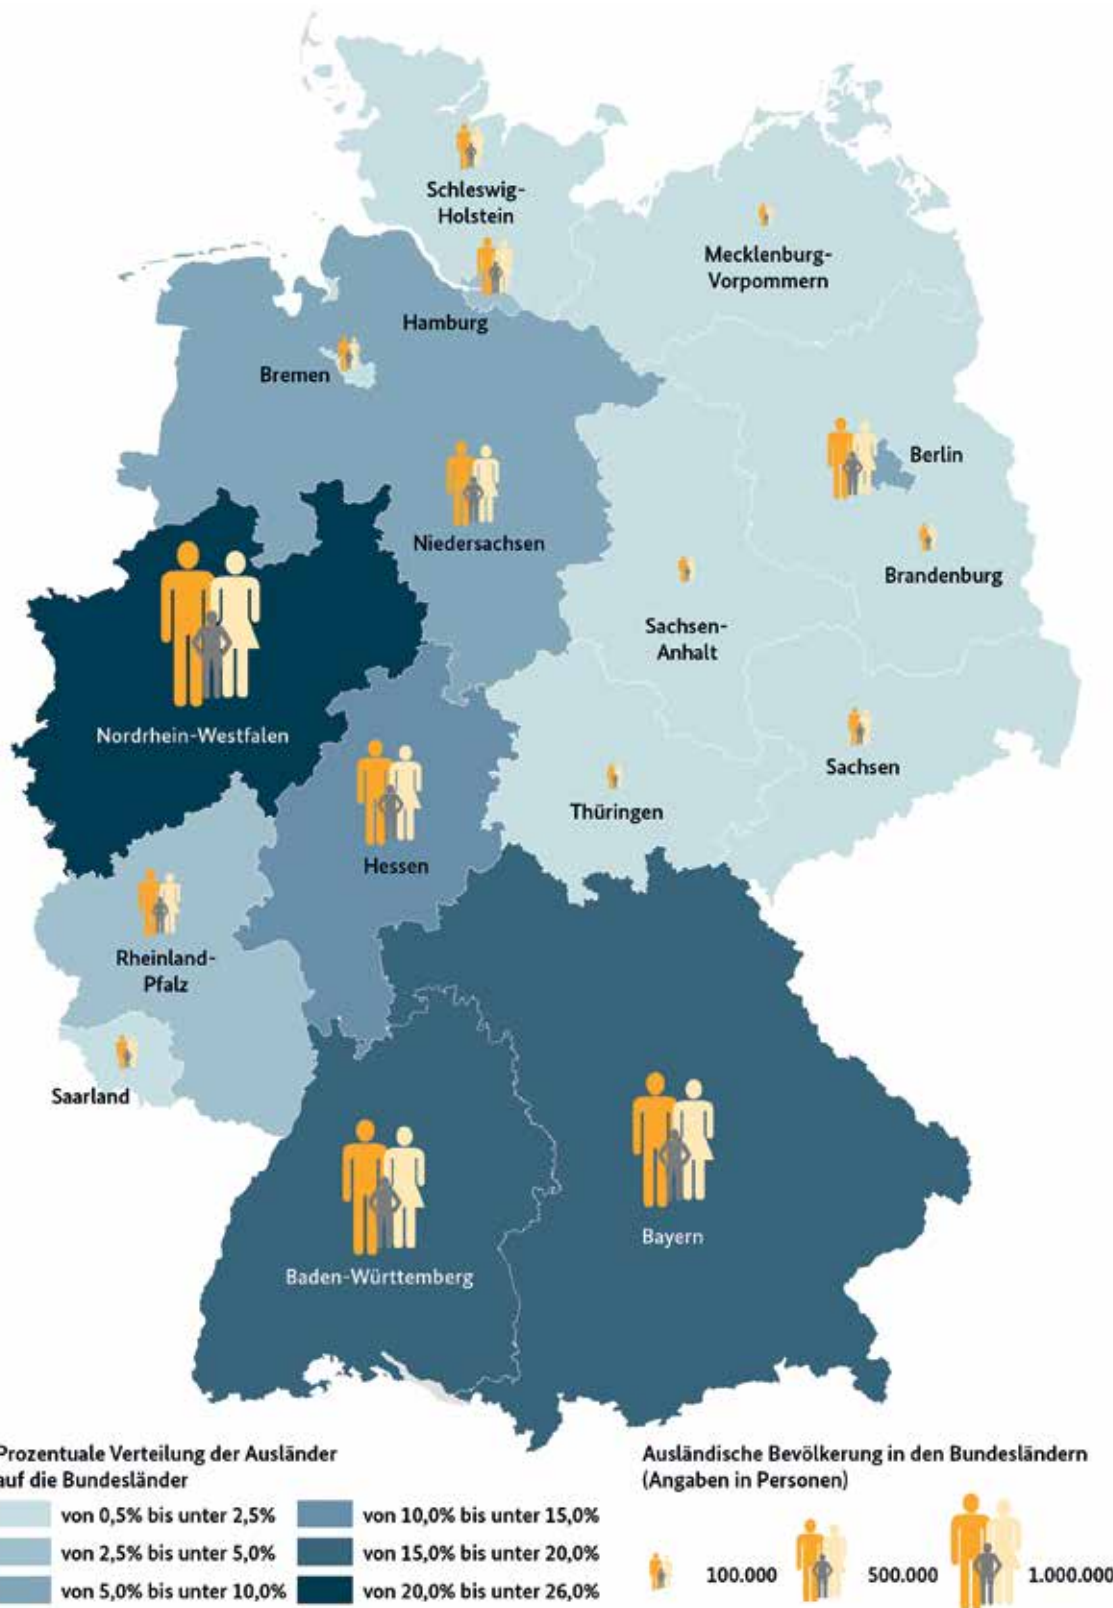 Schleswig-
Holstein
Mecklenburg-
Vorpommern
Hamburg
Bremen
Berlin
Niedersachsen
Brandenburg
Sachsen-
Anhalt
Nordrhein-Westfalen
Sachsen
Thüringen
Hessen
Rheinland-
Pfalz
Saarland
Bayern
Baden-Württemberg
Prozentuale Verteilung der Ausländer
auf die Bundesländer
von 0,5% bis unter 2,5%
von 2,5% bis unter 5,0%
von 5,0% bis unter 10,0%
von 10,0% bis unter 15,0%
von 15,0% bis unter 20,0%
von 20,0% bis unter 26,0%
Ausländische Bevölkerung in den Bundesländern
(Angaben in Personen)
100.000
500.000
1.000.000